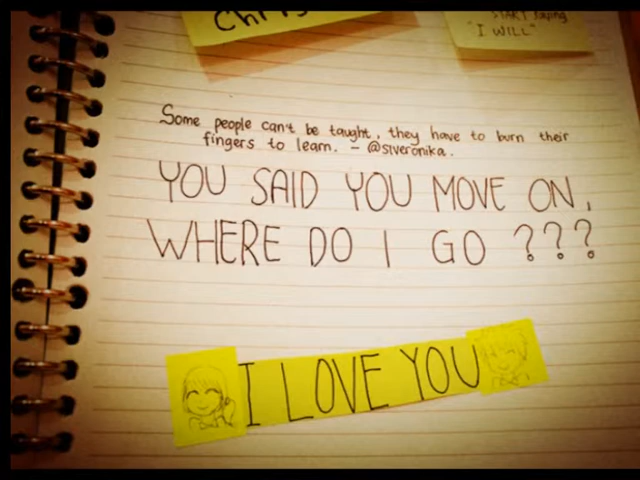 START saying
"I WILL"
Some people can't be taught, they have to burn their
fingers to learn. - @stveronika.
YOU SAID YOU MOVE ON,
WHERE DO I GO ???
I LOVE YOU